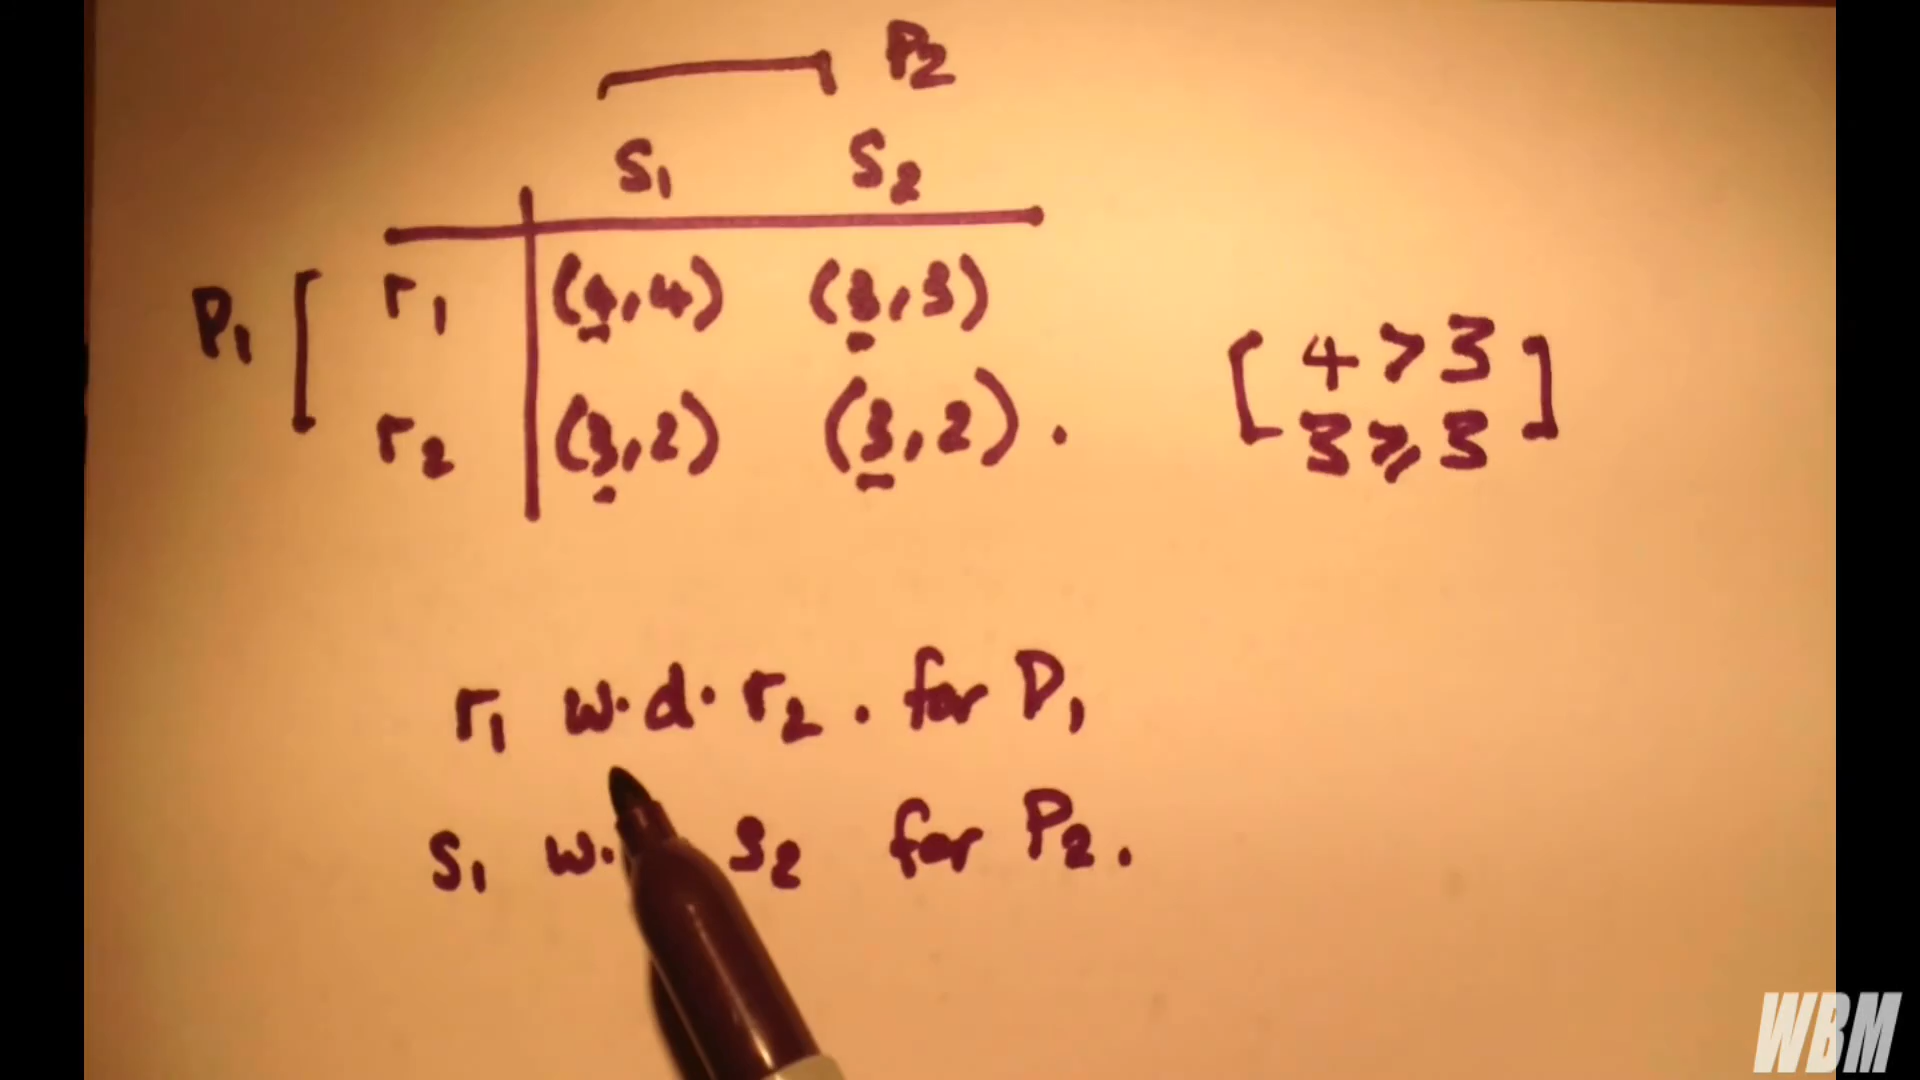 P2
S1 S2
P1 [ r1 (4,4) (3,3)
r2 (3,2) (3,2).
[ 4 > 3
3 ⩾ 3 ]
r1 w.d. r2. for P1
S1 w. S2 for P2.
WBM